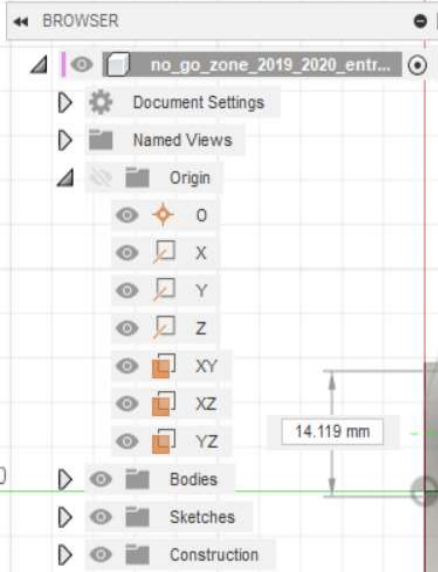 BROWSER
no_go_zone_2019_2020_entr...
Document Settings
Named Views
Origin
O
X
Y
Z
XY
XZ
14.119 mm
YZ
Bodies
Sketches
Construction